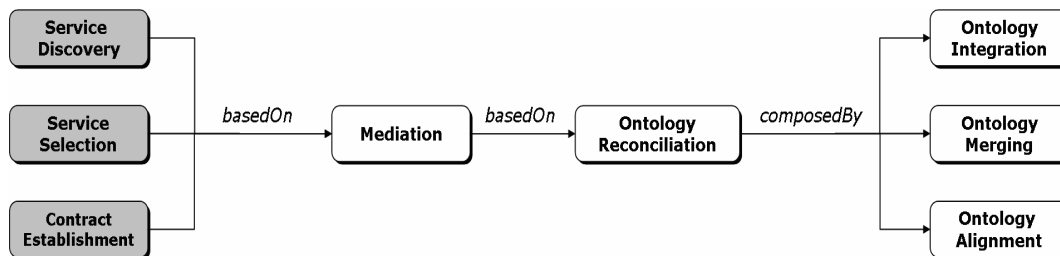 Service
Discovery
Service
Selection
Contract
Establishment
basedOn
Mediation
basedOn
Ontology
Reconciliation
composedBy
Ontology
Integration
Ontology
Merging
Ontology
Alignment